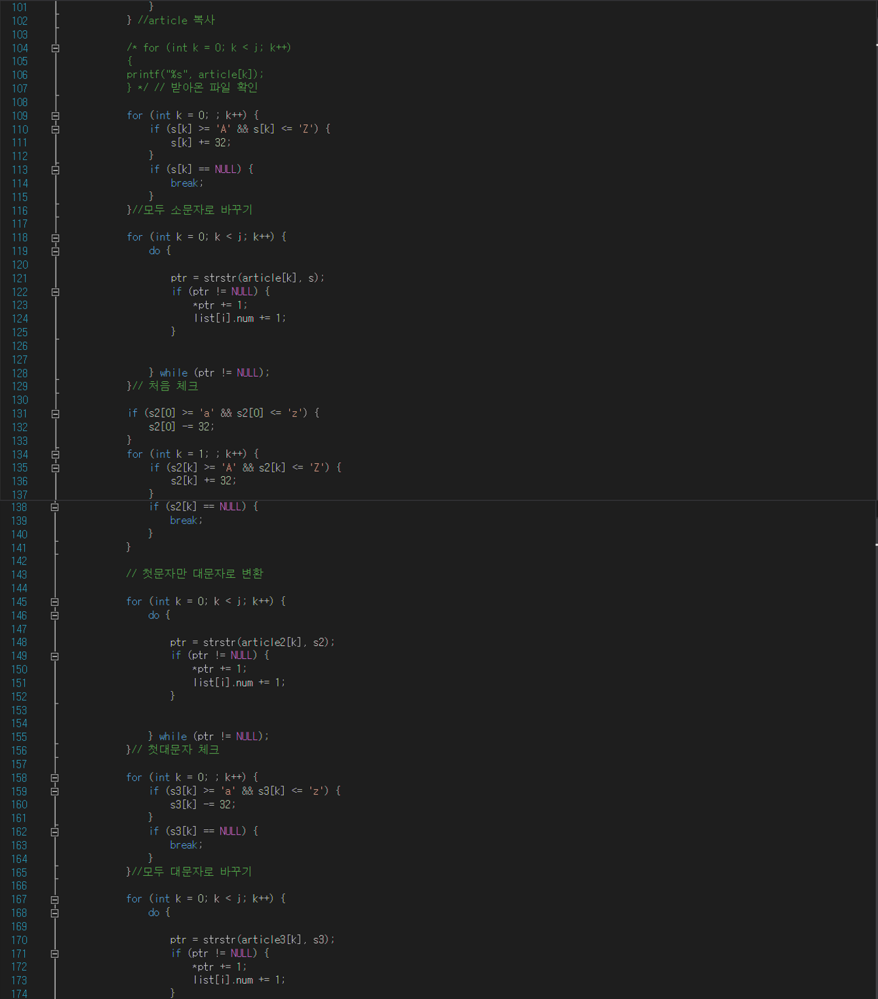 101 }
102 } //article 복사
103
104 /* for (int k = 0; k < j; k++)
105 {
106 printf("%s", article[k]);
107 } */ // 받아온 파일 확인
108
109 for (int k = 0; ; k++) {
110 if (s[k] >= 'A' && s[k] <= 'Z') {
111 s[k] += 32;
112 }
113 if (s[k] == NULL) {
114 break;
115 }
116 }//모두 소문자로 바꾸기
117
118 for (int k = 0; k < j; k++) {
119 do {
120
121 ptr = strstr(article[k], s);
122 if (ptr != NULL) {
123 *ptr += 1;
124 list[i].num += 1;
125 }
126
127
128 } while (ptr != NULL);
129 }// 처음 체크
130
131 if (s2[0] >= 'a' && s2[0] <= 'z') {
132 s2[0] -= 32;
133 }
134 for (int k = 1; ; k++) {
135 if (s2[k] >= 'A' && s2[k] <= 'Z') {
136 s2[k] += 32;
137 }
138 if (s2[k] == NULL) {
139 break;
140 }
141 }
142
143 // 첫문자만 대문자로 변환
144
145 for (int k = 0; k < j; k++) {
146 do {
147
148 ptr = strstr(article2[k], s2);
149 if (ptr != NULL) {
150 *ptr += 1;
151 list[i].num += 1;
152 }
153
154
155 } while (ptr != NULL);
156 }// 첫대문자 체크
157
158 for (int k = 0; ; k++) {
159 if (s3[k] >= 'a' && s3[k] <= 'z') {
160 s3[k] -= 32;
161 }
162 if (s3[k] == NULL) {
163 break;
164 }
165 }//모두 대문자로 바꾸기
166
167 for (int k = 0; k < j; k++) {
168 do {
169
170 ptr = strstr(article3[k], s3);
171 if (ptr != NULL) {
172 *ptr += 1;
173 list[i].num += 1;
174 }